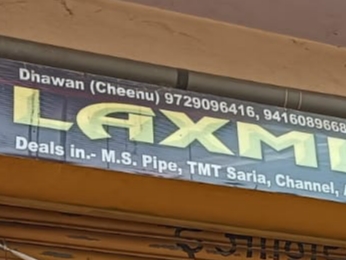 Dhawan (Cheenu) 9729096416, 9416089668
LAXMI
Deals in.- M.S. Pipe, TMT Saria, Channel,